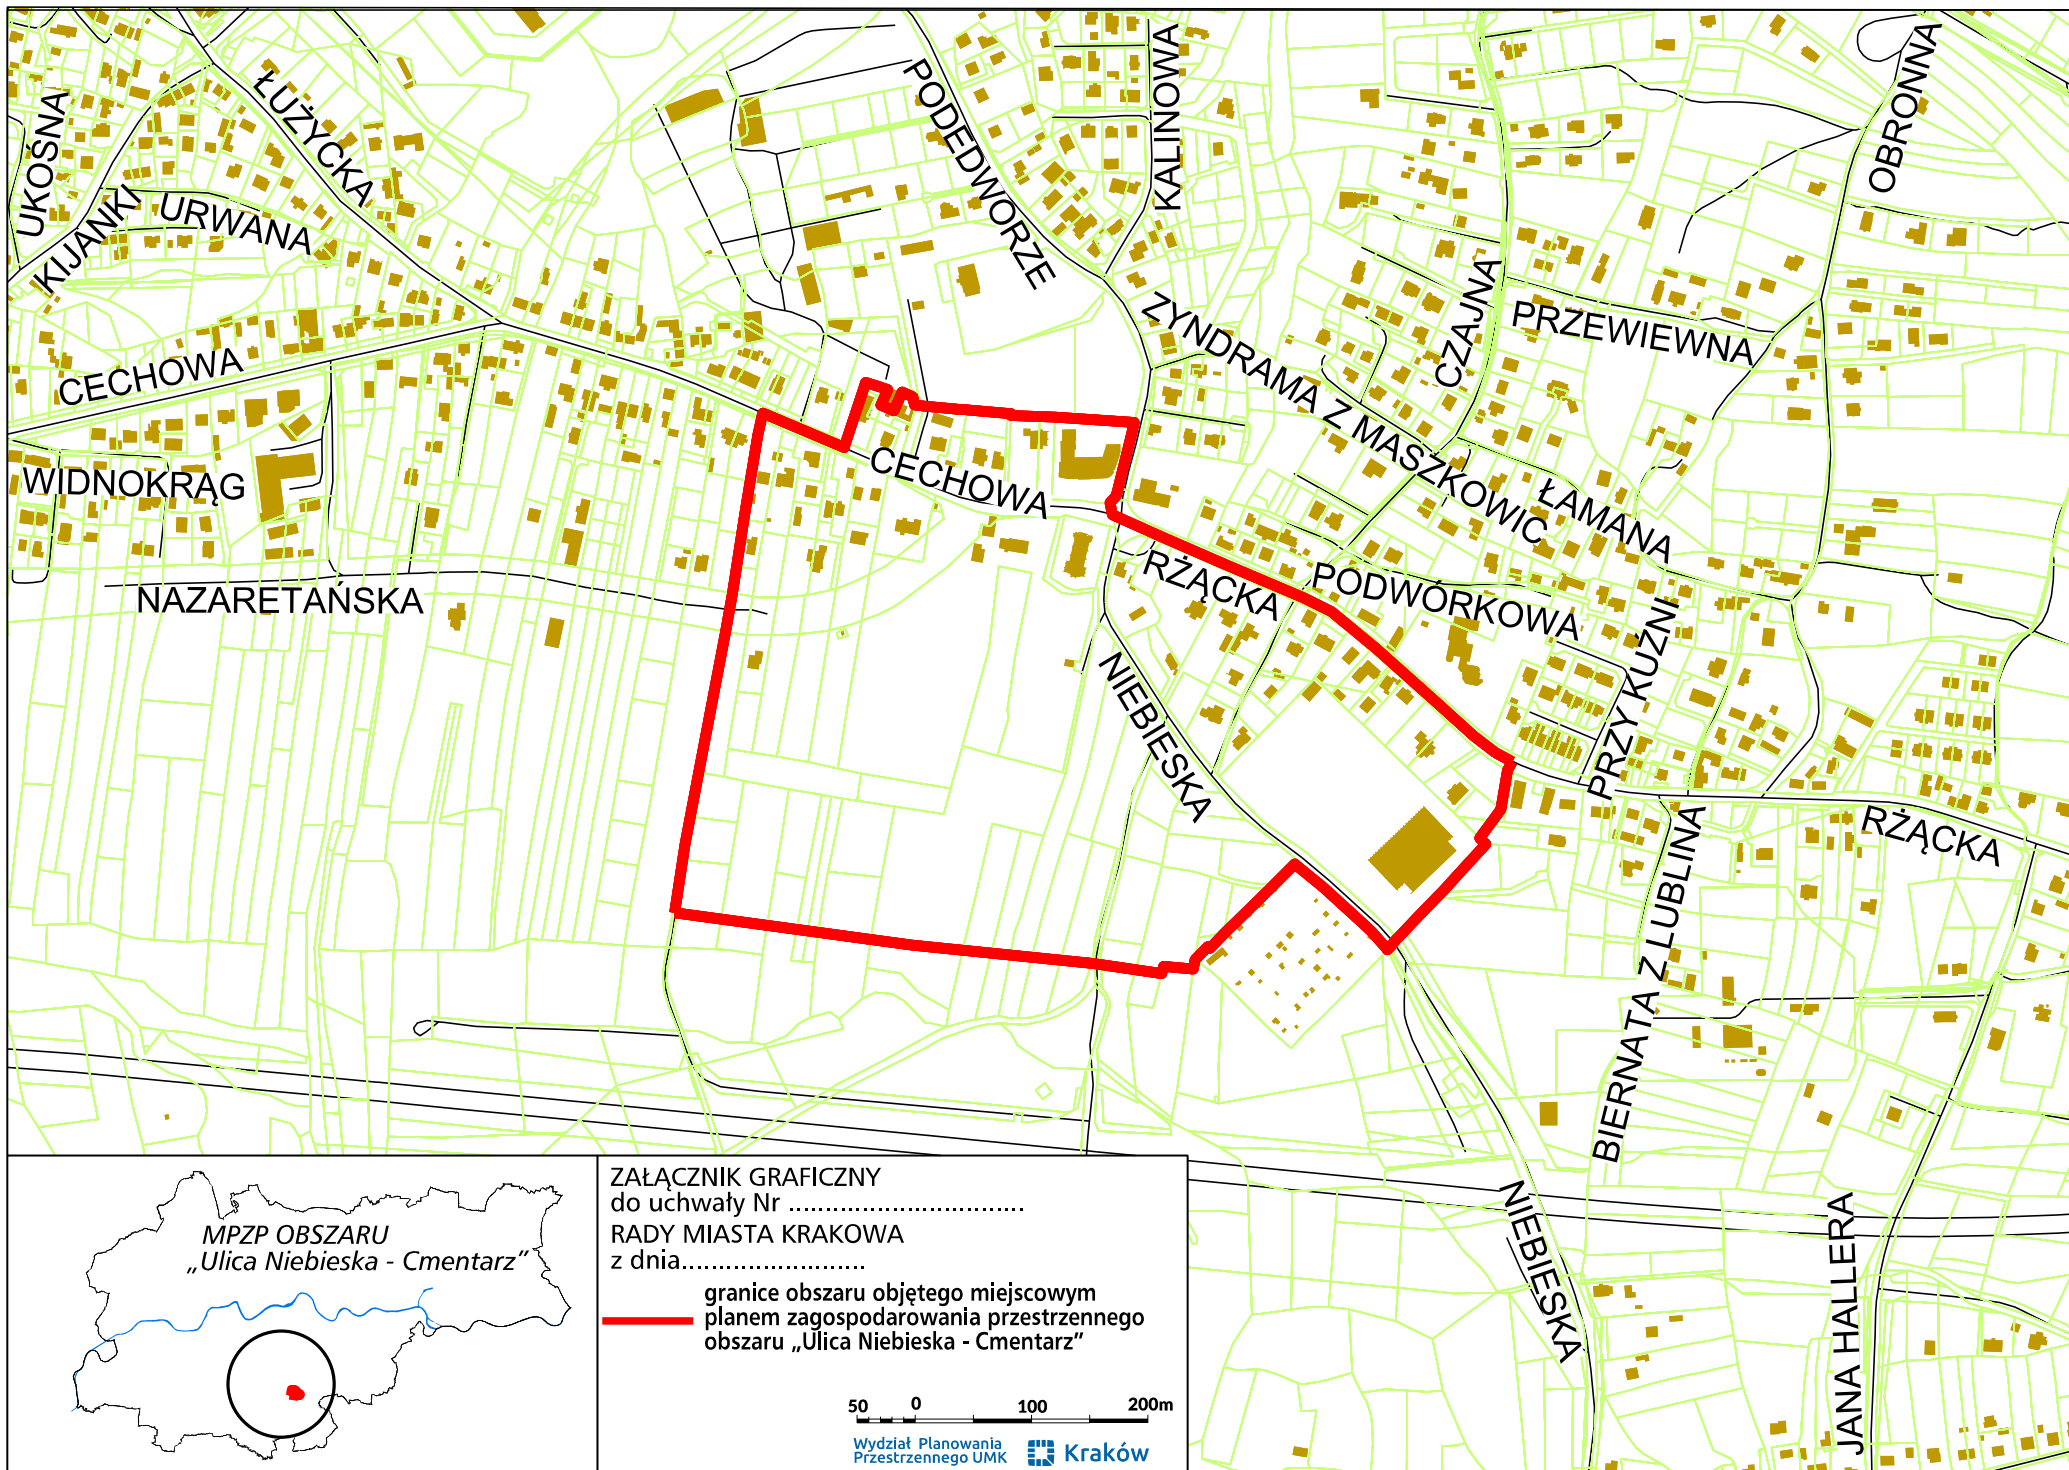 UKOŚNA
ŁUŻYCKA
KIJANKI
URWANA
PODEDWORZE
KALINOWA
OBRONNA
ZYNDRAMA Z MASZKOWIC
CZAJNA
PRZEWIEWNA
CECHOWA
WIDNOKRĄG
NAZARETAŃSKA
CECHOWA
RŻĄCKA
PODWÓRKOWA
ŁAMANA
PRZY KUŹNI
NIEBIESKA
RŻĄCKA
BIERNATA Z LUBLINA
NIEBIESKA
JANA HALLERA
MPZP OBSZARU
„Ulica Niebieska - Cmentarz”
ZAŁĄCZNIK GRAFICZNY
do uchwały Nr ..............................
RADY MIASTA KRAKOWA
z dnia........................
granice obszaru objętego miejscowym
planem zagospodarowania przestrzennego
obszaru „Ulica Niebieska - Cmentarz”
50 0 100 200m
Wydział Planowania
Przestrzennego UMK
Kraków